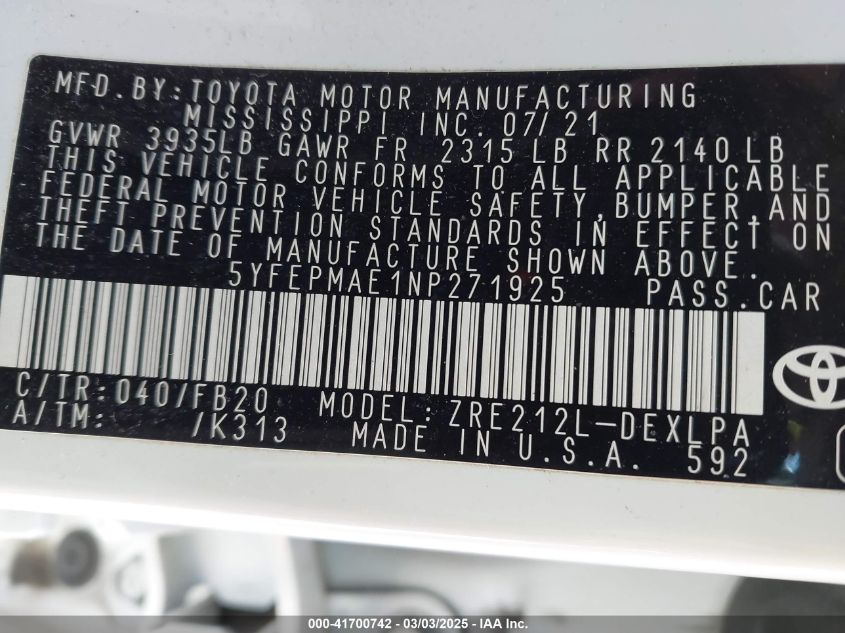 MFD.BY:TOYOTA MOTOR MANUFACTURING
MISSISSIPPI INC. 07/21
GVWR 3935LB GAWR FR 2315 LB RR 2140 LB
THIS VEHICLE CONFORMS TO ALL APPLICABLE
FEDERAL MOTOR VEHICLE SAFETY,BUMPER,AND
THEFT PREVENTION STANDARDS IN EFFECT ON
THE DATE OF MANUFACTURE SHOWN ABOVE.
5YFEPMAE1NP271925 PASS.CAR
C/TR:040/FB20 MODEL:ZRE212L-DEXLPA
A/TM: /K313 MADE IN U.S.A. 592
000-41700742 - 03/03/2025 - IAA Inc.